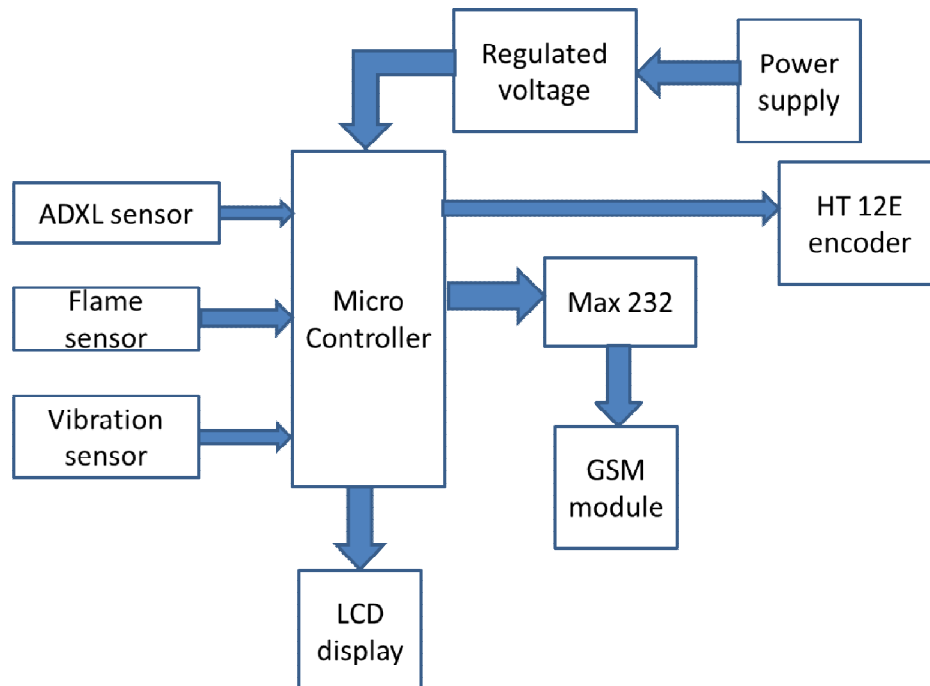 Regulated
voltage
Power
supply
ADXL sensor
HT 12E
encoder
Flame
sensor
Micro
Controller
Max 232
Vibration
sensor
GSM
module
LCD
display